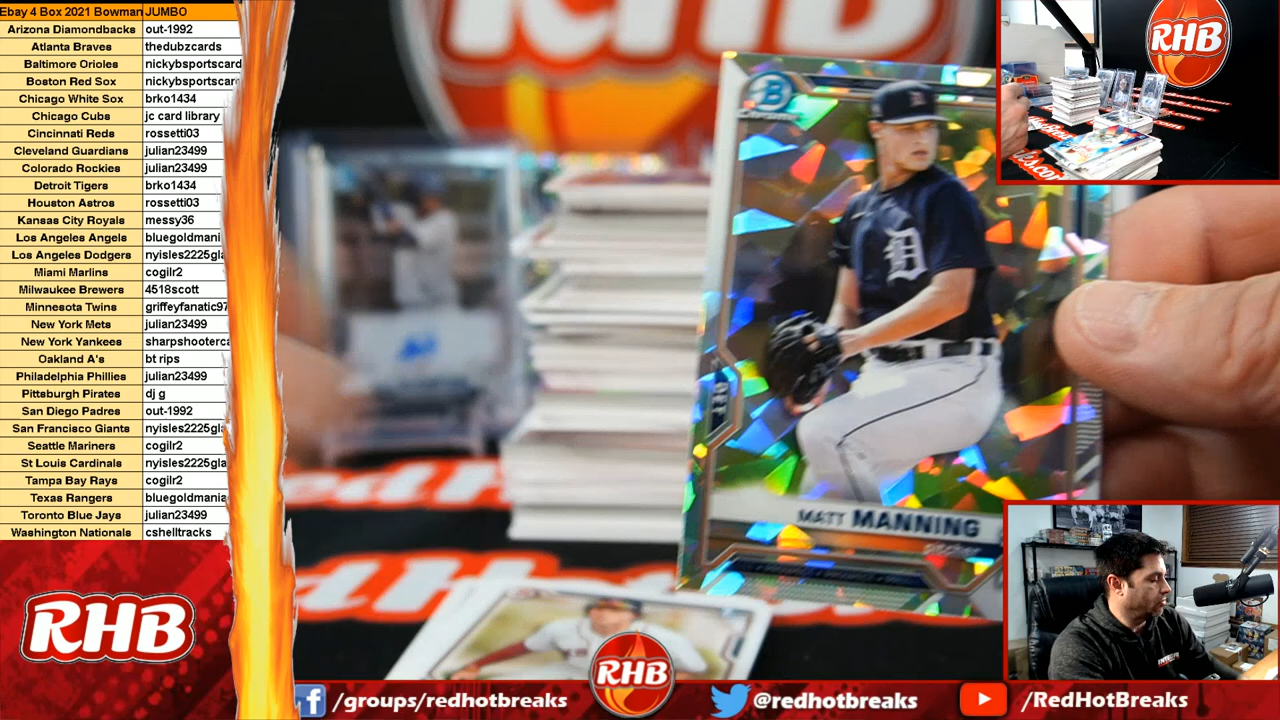 Ebay 4 Box 2021 Bowman JUMBO
Arizona Diamondbacks out-1992
Atlanta Braves thedubzcards
Baltimore Orioles nickybsportscard
Boston Red Sox nickybsportscard
Chicago White Sox brko1434
Chicago Cubs jc card library
Cincinnati Reds rossetti03
Cleveland Guardians julian23499
Colorado Rockies julian23499
Detroit Tigers brko1434
Houston Astros rossetti03
Kansas City Royals messy36
Los Angeles Angels bluegoldmani
Los Angeles Dodgers nyisles2225gla
Miami Marlins cogilr2
Milwaukee Brewers 4518scott
Minnesota Twins griffeyfanatic97
New York Mets julian23499
New York Yankees sharpshooterca
Oakland A's bt rips
Philadelphia Phillies julian23499
Pittsburgh Pirates dj g
San Diego Padres out-1992
San Francisco Giants nyisles2225gla
Seattle Mariners cogilr2
St Louis Cardinals nyisles2225gla
Tampa Bay Rays cogilr2
Texas Rangers bluegoldmania
Toronto Blue Jays julian23499
Washington Nationals cshelltracks
RHB
RHB
B
D
DET
MATT MANNING
RHB
RHB
/groups/redhotbreaks
@redhotbreaks
/RedHotBreaks